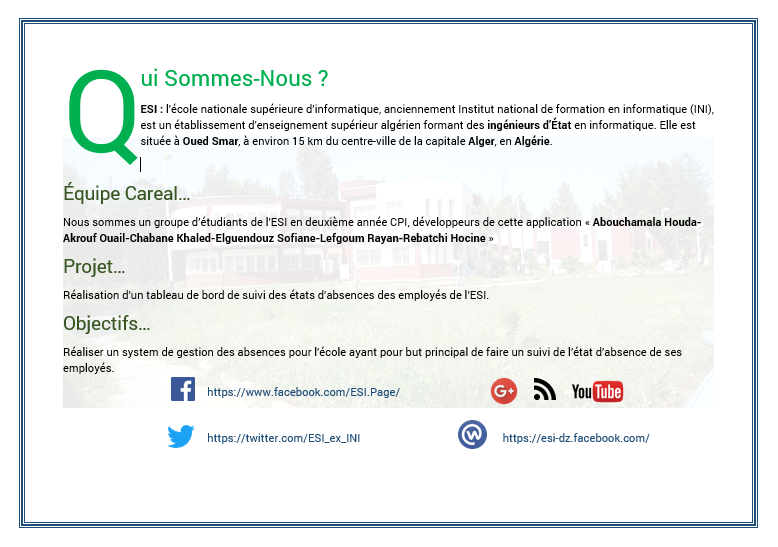 Qui Sommes-Nous ?
ESI : l'école nationale supérieure d'informatique, anciennement Institut national de formation en informatique (INI),
est un établissement d'enseignement supérieur algérien formant des ingénieurs d'État en informatique. Elle est
située à Oued Smar, à environ 15 km du centre-ville de la capitale Alger, en Algérie.
Équipe Careal...
Nous sommes un groupe d'étudiants de l'ESI en deuxième année CPI, développeurs de cette application « Abouchamala Houda-
Akrouf Ouail-Chabane Khaled-Elguendouz Sofiane-Lefgoum Rayan-Rebatchi Hocine »
Projet...
Réalisation d'un tableau de bord de suivi des états d'absences des employés de l'ESI.
Objectifs...
Réaliser un system de gestion des absences pour l'école ayant pour but principal de faire un suivi de l'état d'absence de ses
employés.
https://www.facebook.com/ESI.Page/
G+
YouTube
https://twitter.com/ESI_ex_INI
https://esi-dz.facebook.com/